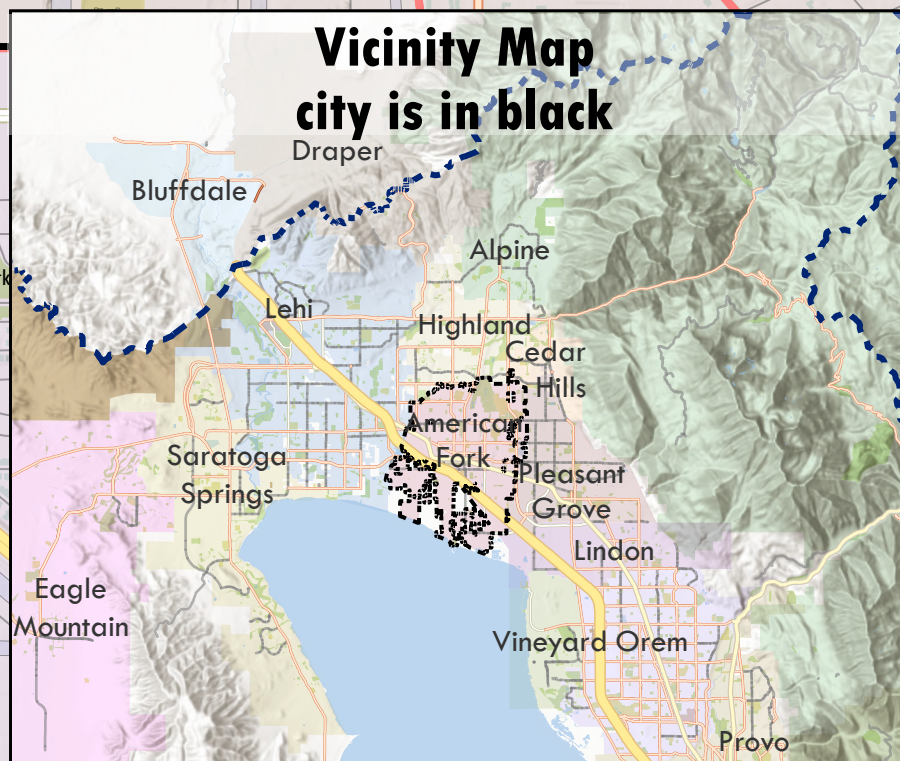 Vicinity Map
city is in black
Draper
Bluffdale
Alpine
Lehi
Highland
Cedar
Hills
American
Fork
Saratoga
Springs
Pleasant
Grove
Lindon
Eagle
Mountain
Vineyard Orem
Provo